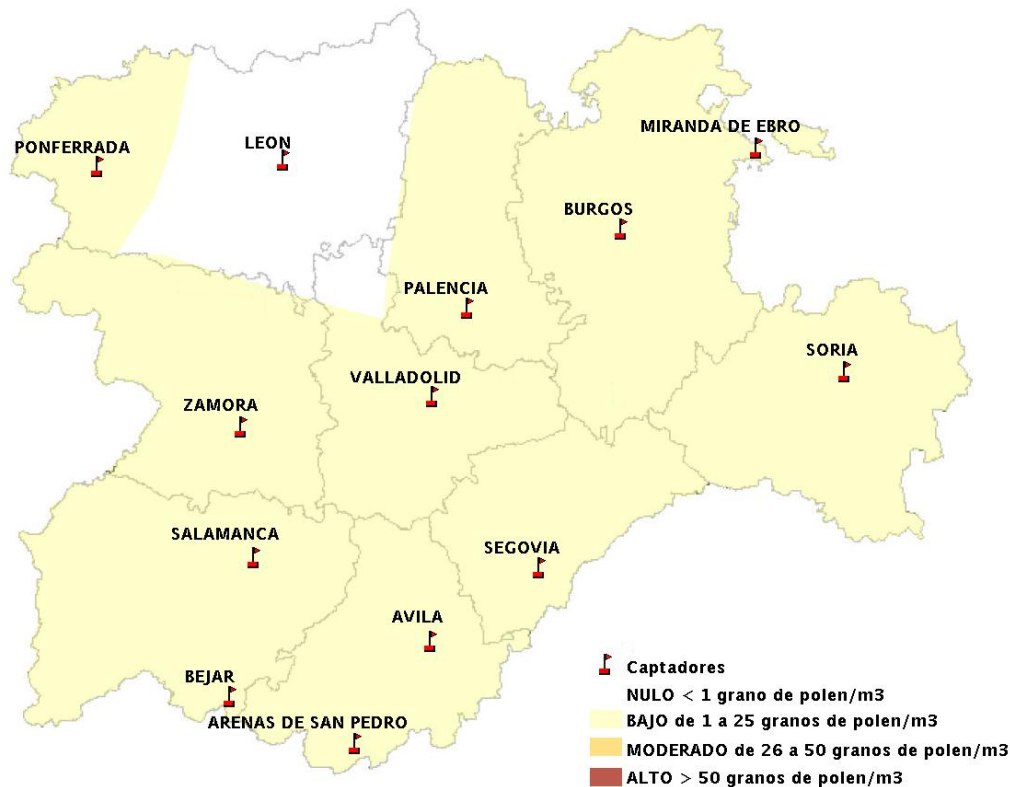 MIRANDA DE EBRO
PONFERRADA
LEON
BURGOS
PALENCIA
SORIA
VALLADOLID
ZAMORA
SALAMANCA
SEGOVIA
AVILA
BEJAR
ARENAS DE SAN PEDRO
Captadores
NULO < 1 grano de polen/m3
BAJO de 1 a 25 granos de polen/m3
MODERADO de 26 a 50 granos de polen/m3
ALTO > 50 granos de polen/m3